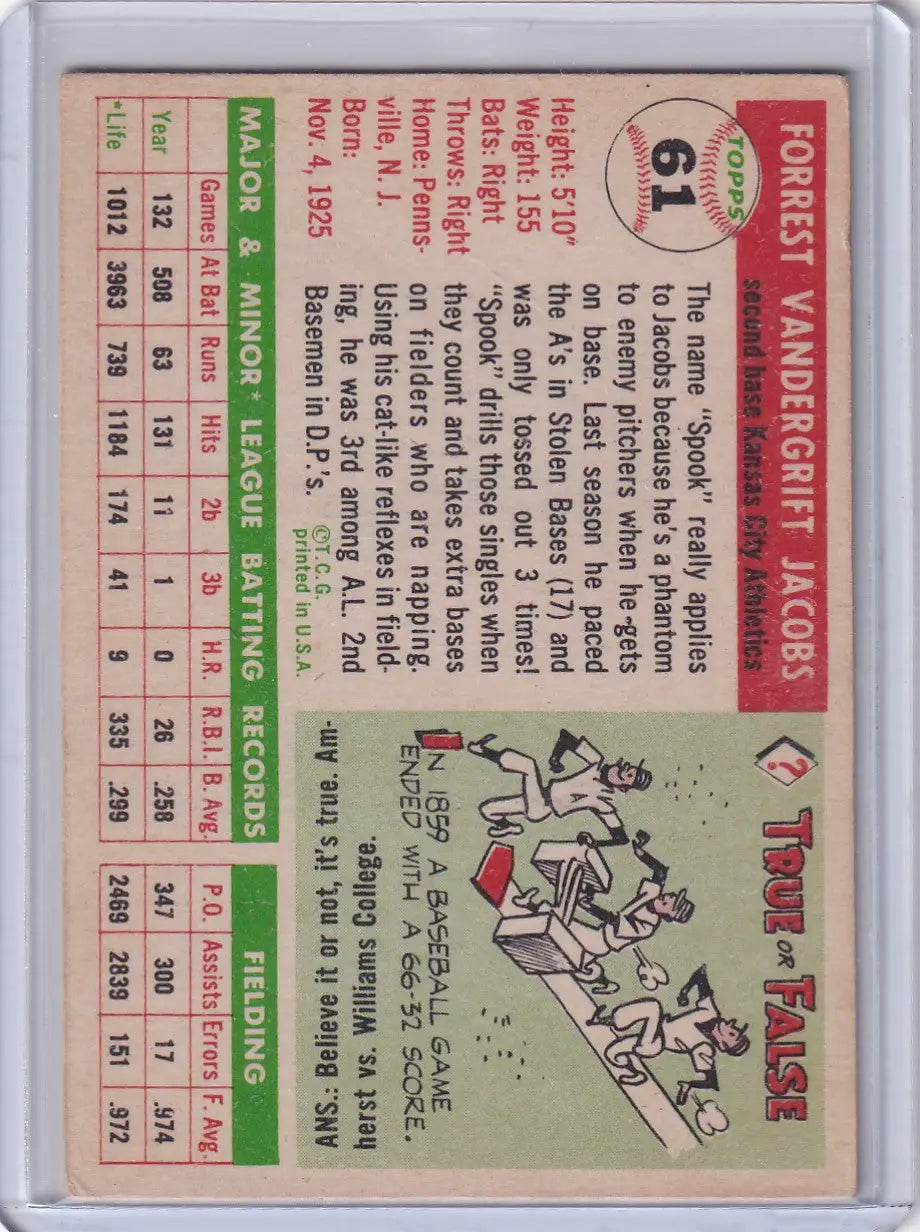 FORREST VANDERGRIFT JACOBS
second base Kansas City Athletics
TOPPS
61
Height: 5'10"
Weight: 155
Bats: Right
Throws: Right
Home: Penns-
ville, N. J.
Born:
Nov. 4, 1925
The name "Spook" really applies
to Jacobs because he's a phantom
to enemy pitchers when he gets
on base. Last season he paced
the A's in Stolen Bases (17) and
was only tossed out 3 times!
"Spook" drills those singles when
they count and takes extra bases
on fielders who are napping.
Using his cat-like reflexes in field-
ing, he was 3rd among A.L. 2nd
Basemen in D.P.'s.
©T.C.G.
printed in U.S.A.
? TRUE OR FALSE
A
IN 1859 A BASEBALL GAME
ENDED WITH A 66-32 SCORE.
ANS.: Believe it or not, it's true. Am-
herst vs. Williams College.
MAJOR & MINOR* LEAGUE BATTING RECORDS FIELDING
Games At Bat Runs Hits 2b 3b H.R. R.B.I. B. Avg. P.O. Assists Errors F. Avg.
Year 132 508 63 131 11 1 0 26 .258 347 300 17 .974
*Life 1012 3963 739 1184 174 41 9 335 .299 2469 2839 151 .972